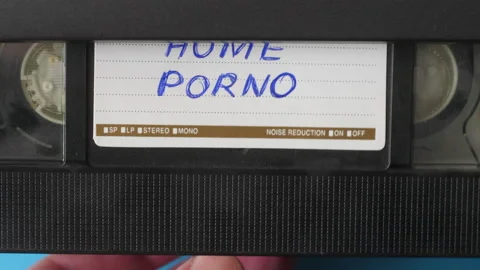 HOME
PORNO
SP LP STEREO MONO NOISE REDUCTION ON OFF